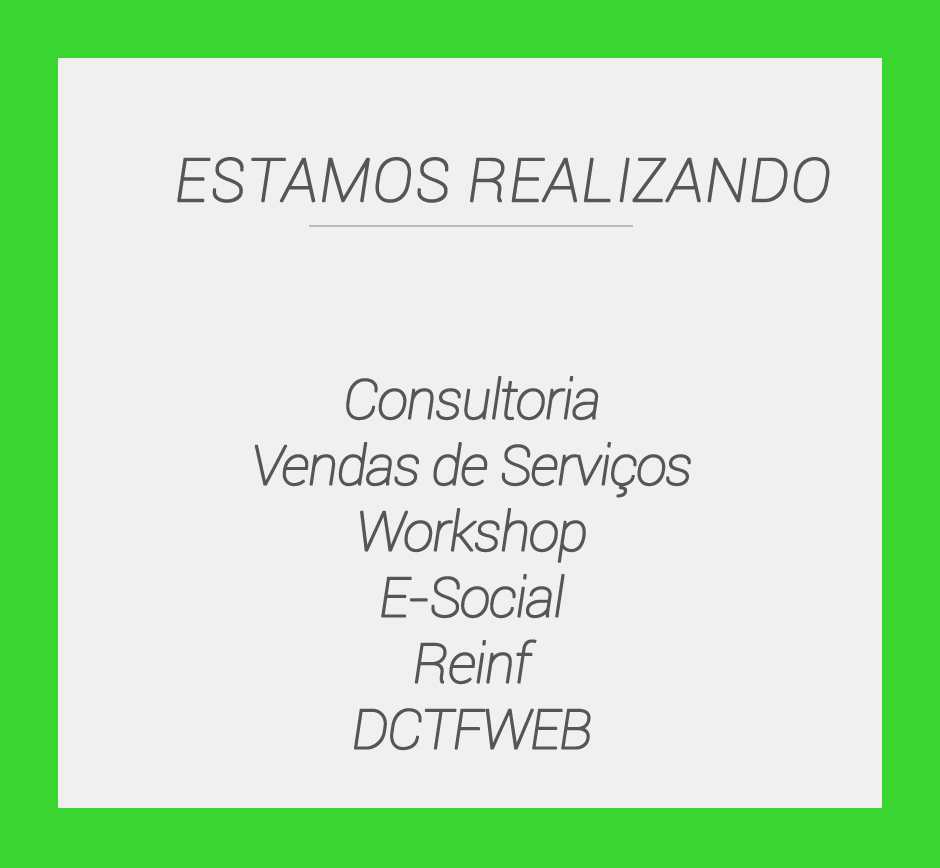 ESTAMOS REALIZANDO
Consultoria
Vendas de Serviços
Workshop
E-Social
Reinf
DCTFWEB